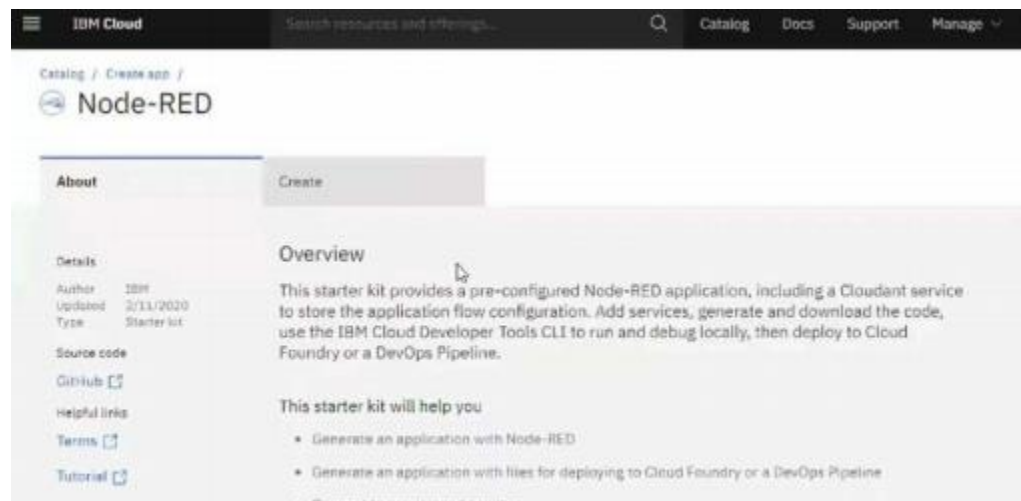 IBM Cloud Search resources and offerings... Catalog Docs Support Manage
Catalog / Create app /
Node-RED
About Create
Overview
Details
This starter kit provides a pre-configured Node-RED application, including a Cloudant service
Author IBM
to store the application flow configuration. Add services, generate and download the code,
Updated 2/11/2020
Type Starter kit
use the IBM Cloud Developer Tools CLI to run and debug locally, then deploy to Cloud
Foundry or a DevOps Pipeline.
Source code
GitHub
Helpful links
This starter kit will help you
Terms
• Generate an application with Node-RED
Tutorial
• Generate an application with files for deploying to Cloud Foundry or a DevOps Pipeline